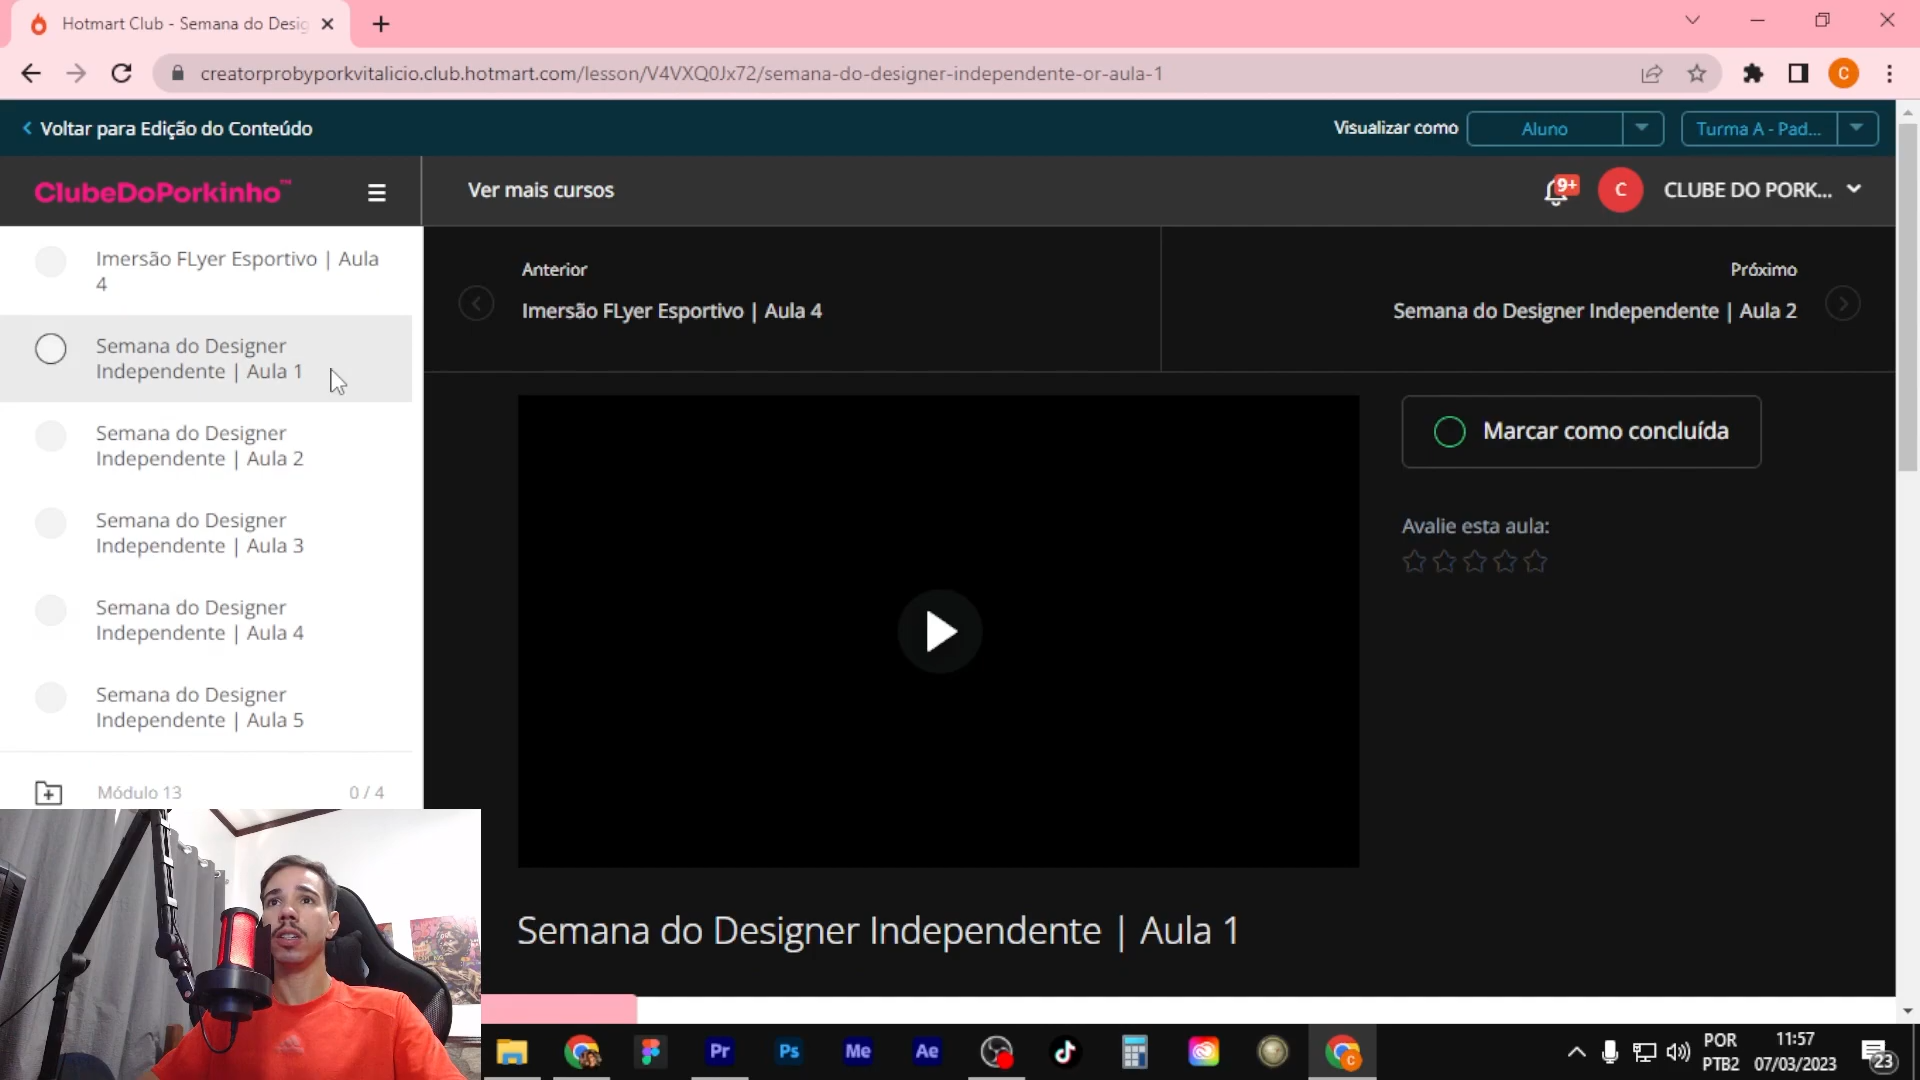 Hotmart Club - Semana do Desig
creatorprobyporkvitalicio.club.hotmart.com/lesson/V4VXQ0Jx72/semana-do-designer-independente-or-aula-1
C
Voltar para Edição do Conteúdo
Visualizar como
Aluno
Turma A - Pad...
ClubeDoPorkinho™
Ver mais cursos
9+
C
CLUBE DO PORK...
Imersão FLyer Esportivo | Aula
4
Semana do Designer
Independente | Aula 1
Semana do Designer
Independente | Aula 2
Semana do Designer
Independente | Aula 3
Semana do Designer
Independente | Aula 4
Semana do Designer
Independente | Aula 5
Módulo 13
0 / 4
Anterior
Imersão FLyer Esportivo | Aula 4
Próximo
Semana do Designer Independente | Aula 2
Marcar como concluída
Avalie esta aula:
Semana do Designer Independente | Aula 1
Pr
Ps
Me
Ae
C
POR
PTB2
11:57
07/03/2023
23